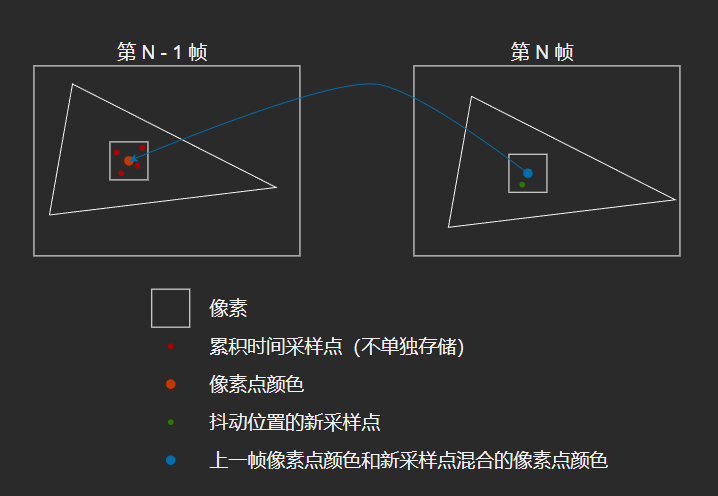 第 N - 1 帧
第 N 帧
像素
累积时间采样点（不单独存储）
像素点颜色
抖动位置的新采样点
上一帧像素点颜色和新采样点混合的像素点颜色